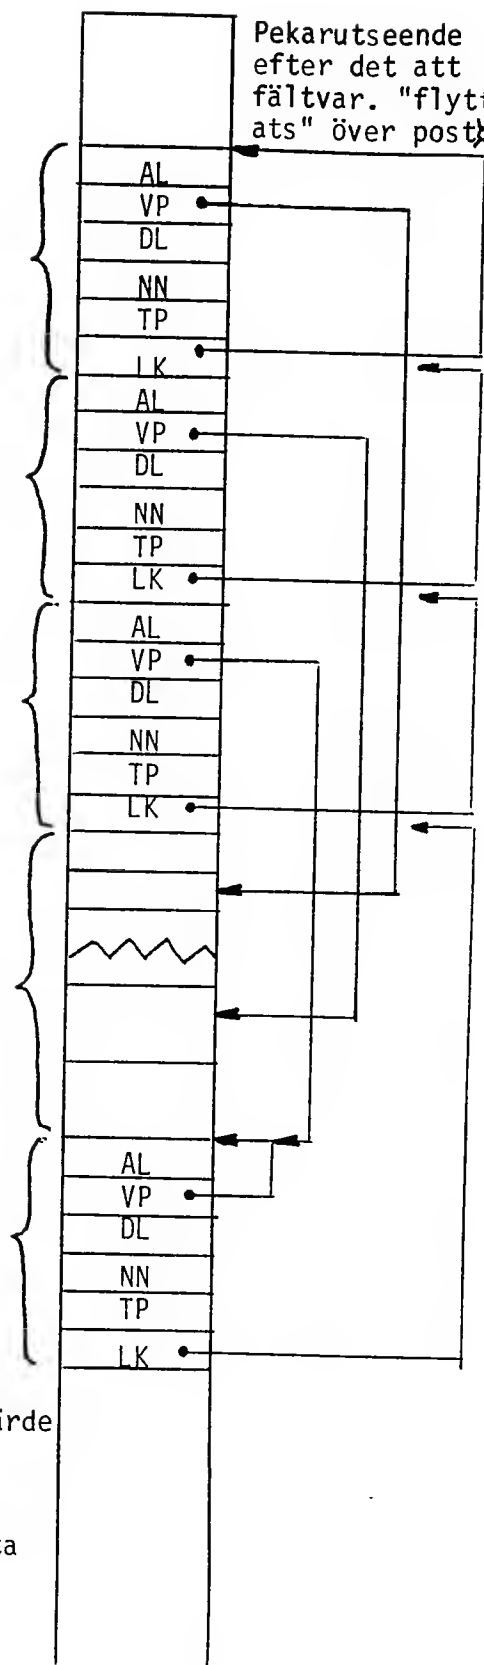 Pekarutseende
efter det att
fältvar. "flytt
ats" över post
AL
VP
DL
NN
TP
LK
AL
VP
DL
NN
TP
LK
AL
VP
DL
NN
TP
LK
AL
VP
DL
NN
TP
LK